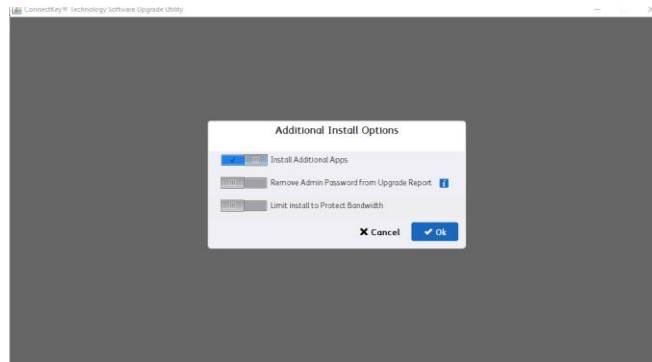 ConnectKey® Technology Software Upgrade Utility
Additional Install Options
Install Additional Apps
Remove Admin Password from Upgrade Report i
Limit install to Protect Bandwidth
Cancel Ok